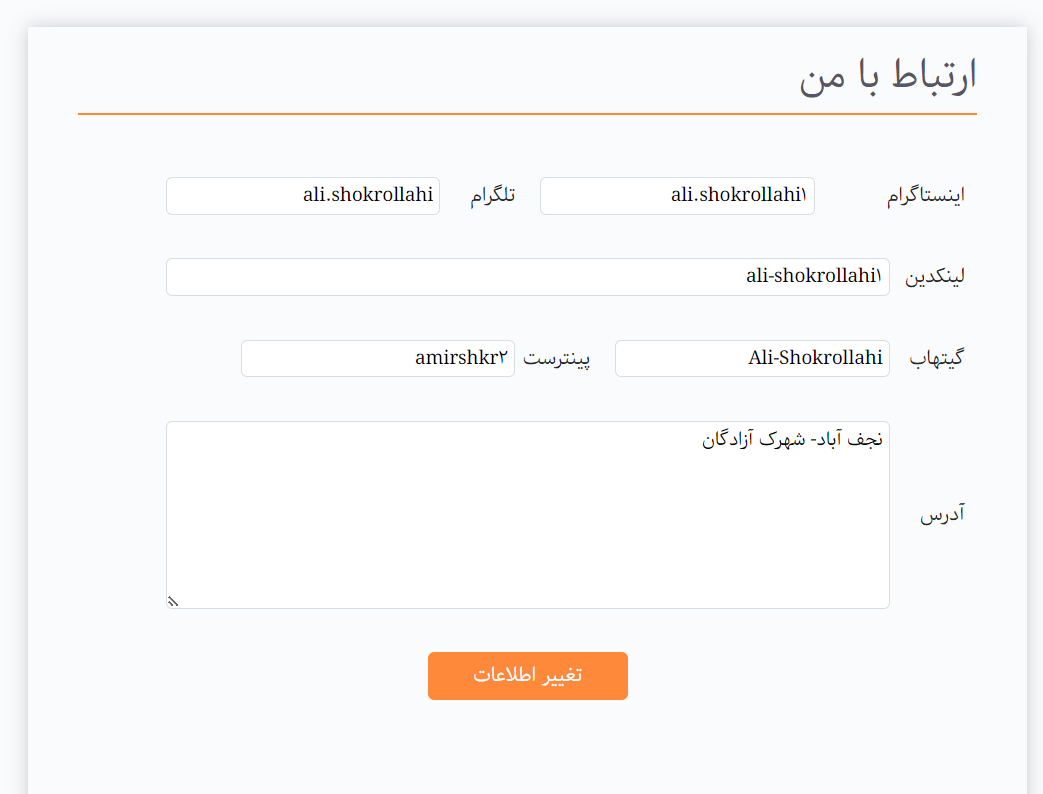 ارتباط با من
اینستاگرام ali.shokrollahi۱ تلگرام ali.shokrollahi
لینکدین ali-shokrollahi۱
گیتهاب Ali-Shokrollahi پینترست amirshkr۲
نجف آباد- شهرک آزادگان
آدرس
تغییر اطلاعات